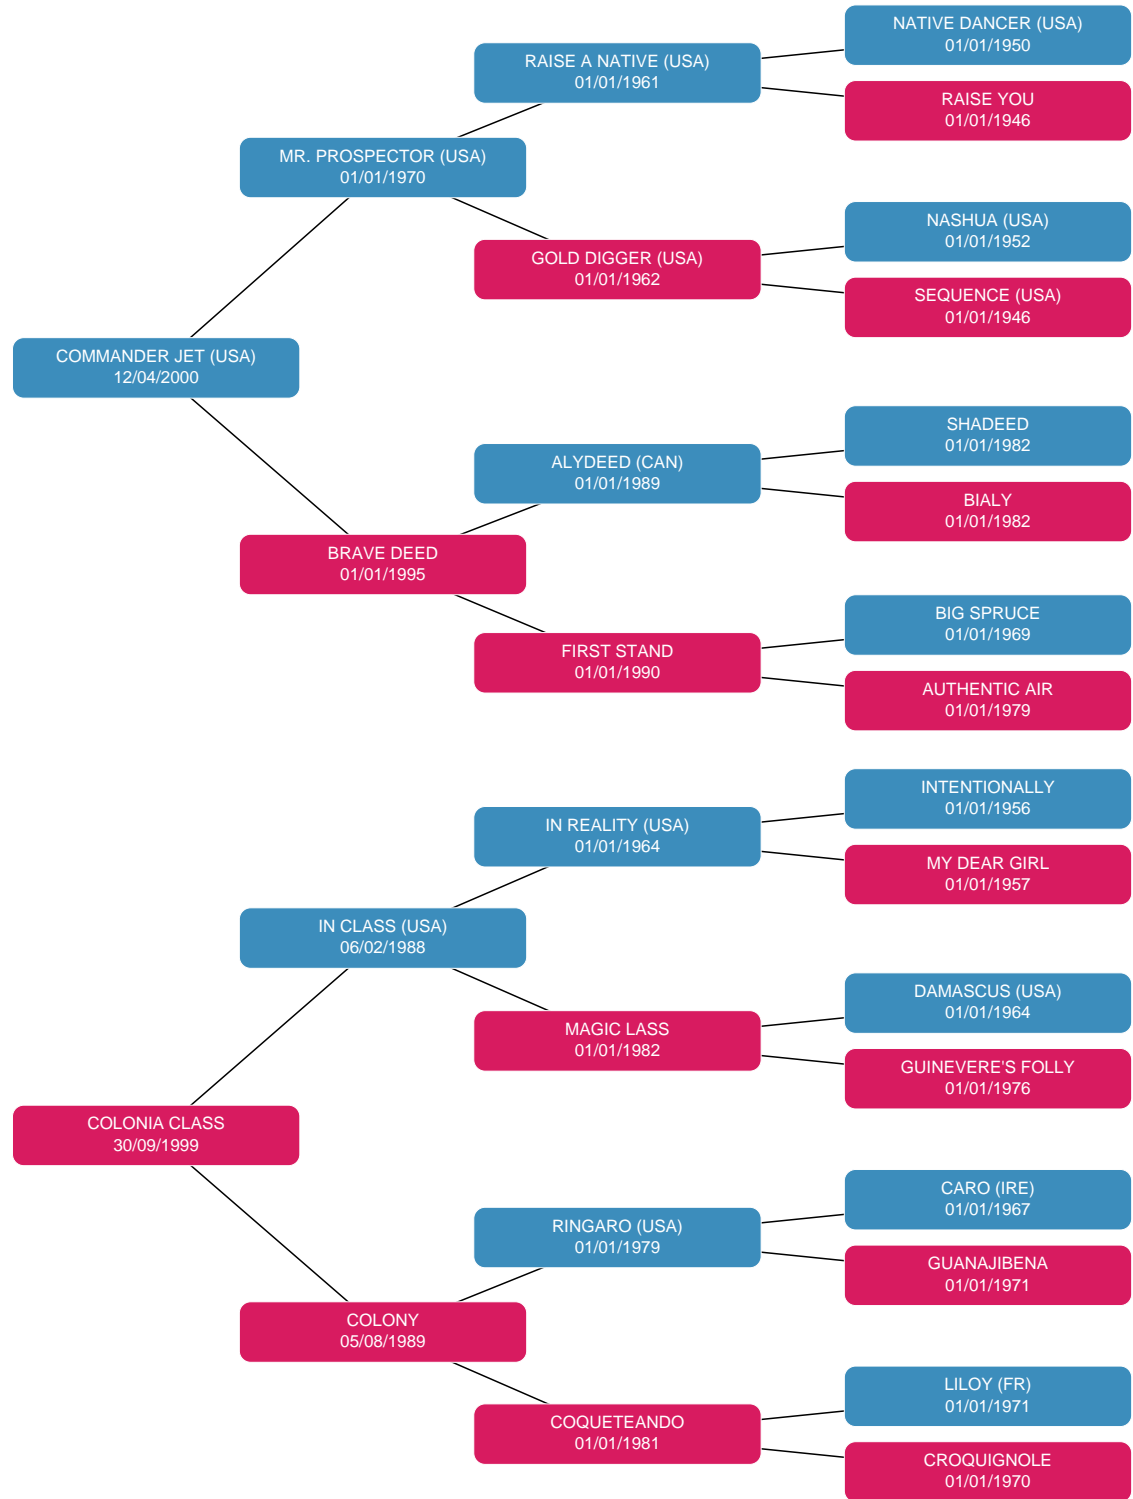 NATIVE DANCER (USA)
01/01/1950
RAISE A NATIVE (USA)
01/01/1961
RAISE YOU
01/01/1946
MR. PROSPECTOR (USA)
01/01/1970
NASHUA (USA)
01/01/1952
GOLD DIGGER (USA)
01/01/1962
SEQUENCE (USA)
01/01/1946
COMMANDER JET (USA)
12/04/2000
SHADEED
01/01/1982
ALYDEED (CAN)
01/01/1989
BIALY
01/01/1982
BRAVE DEED
01/01/1995
BIG SPRUCE
01/01/1969
FIRST STAND
01/01/1990
AUTHENTIC AIR
01/01/1979
INTENTIONALLY
01/01/1956
IN REALITY (USA)
01/01/1964
MY DEAR GIRL
01/01/1957
IN CLASS (USA)
06/02/1988
DAMASCUS (USA)
01/01/1964
MAGIC LASS
01/01/1982
GUINEVERE'S FOLLY
01/01/1976
COLONIA CLASS
30/09/1999
CARO (IRE)
01/01/1967
RINGARO (USA)
01/01/1979
GUANAJIBENA
01/01/1971
COLONY
05/08/1989
LILOY (FR)
01/01/1971
COQUETEANDO
01/01/1981
CROQUIGNOLE
01/01/1970